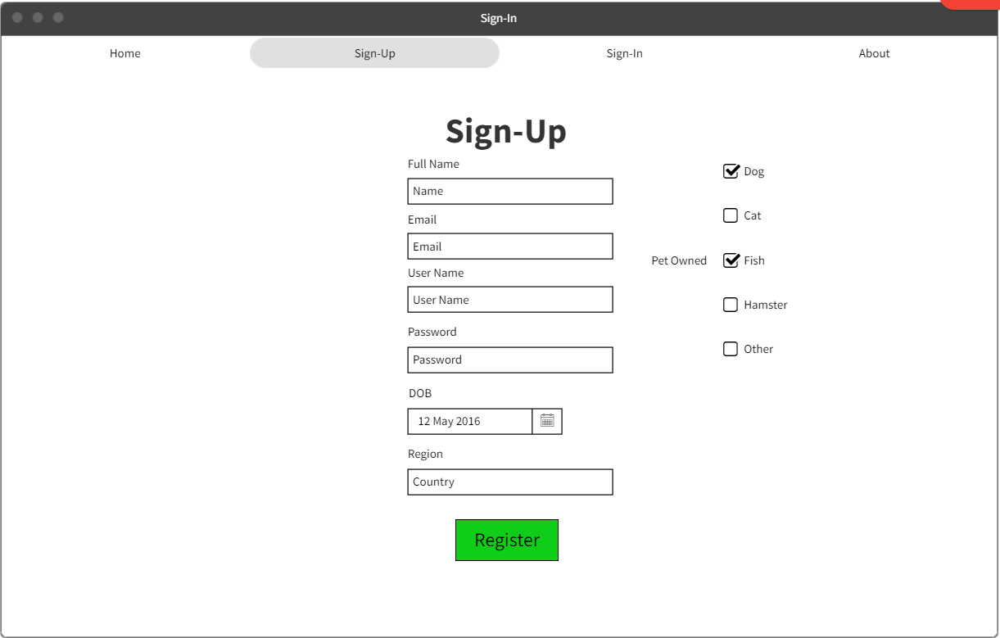 Sign-In
Home
Sign-Up
Sign-In
About
Sign-Up
Full Name
Name
Email
Email
User Name
User Name
Password
Password
DOB
12 May 2016
Region
Country
Register
Pet Owned
Dog
Cat
Fish
Hamster
Other